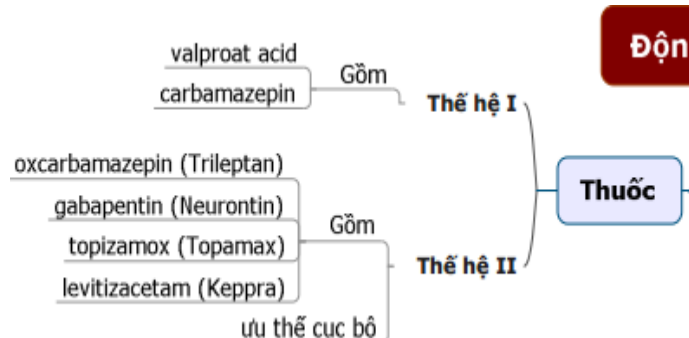 Độn
valproat acid
Gồm
carbamazepin
Thế hệ I
oxcarbamazepin (Trileptan)
Thuốc
gabapentin (Neurontin)
Gồm
topizamox (Topamax)
Thế hệ II
levitizacetam (Keppra)
ưu thế cục bộ